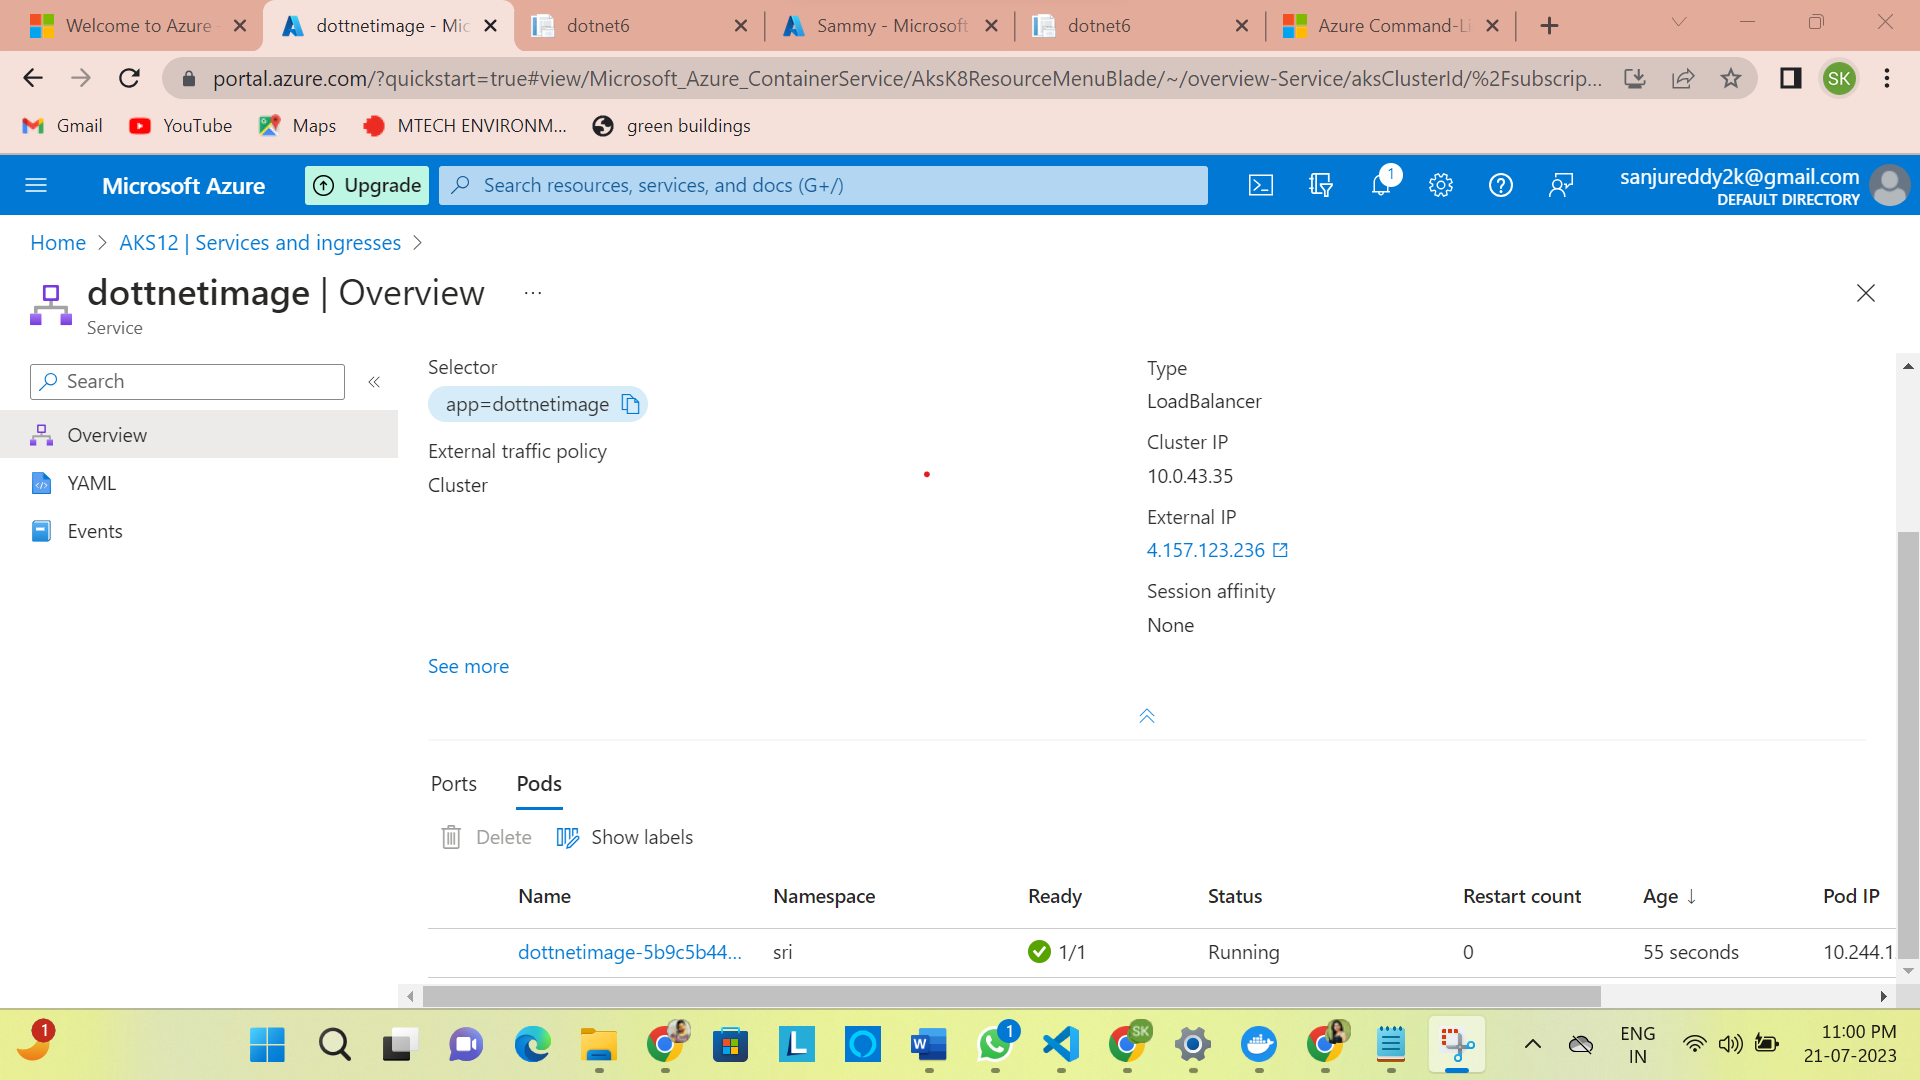 Welcome to Azure
dottnetimage - Mic
dotnet6
Sammy - Microsoft
dotnet6
Azure Command-Li
portal.azure.com/?quickstart=true#view/Microsoft_Azure_ContainerService/AksK8ResourceMenuBlade/~/overview-Service/aksClusterId/%2Fsubscrip...
SK
Gmail
YouTube
Maps
MTECH ENVIRONM...
green buildings
Microsoft Azure
Upgrade
Search resources, services, and docs (G+/)
1
sanjureddy2k@gmail.com
DEFAULT DIRECTORY
Home > AKS12 | Services and ingresses >
dottnetimage | Overview ...
Service
Search
«
Overview
YAML
Events
Selector
app=dottnetimage
External traffic policy
Cluster
Type
LoadBalancer
Cluster IP
10.0.43.35
External IP
4.157.123.236
Session affinity
None
See more
Ports Pods
Delete Show labels
Name Namespace Ready Status Restart count Age ↓ Pod IP
dottnetimage-5b9c5b44... sri 1/1 Running 0 55 seconds 10.244.1.
1
L
W
1
SK
ENG
IN
11:00 PM
21-07-2023